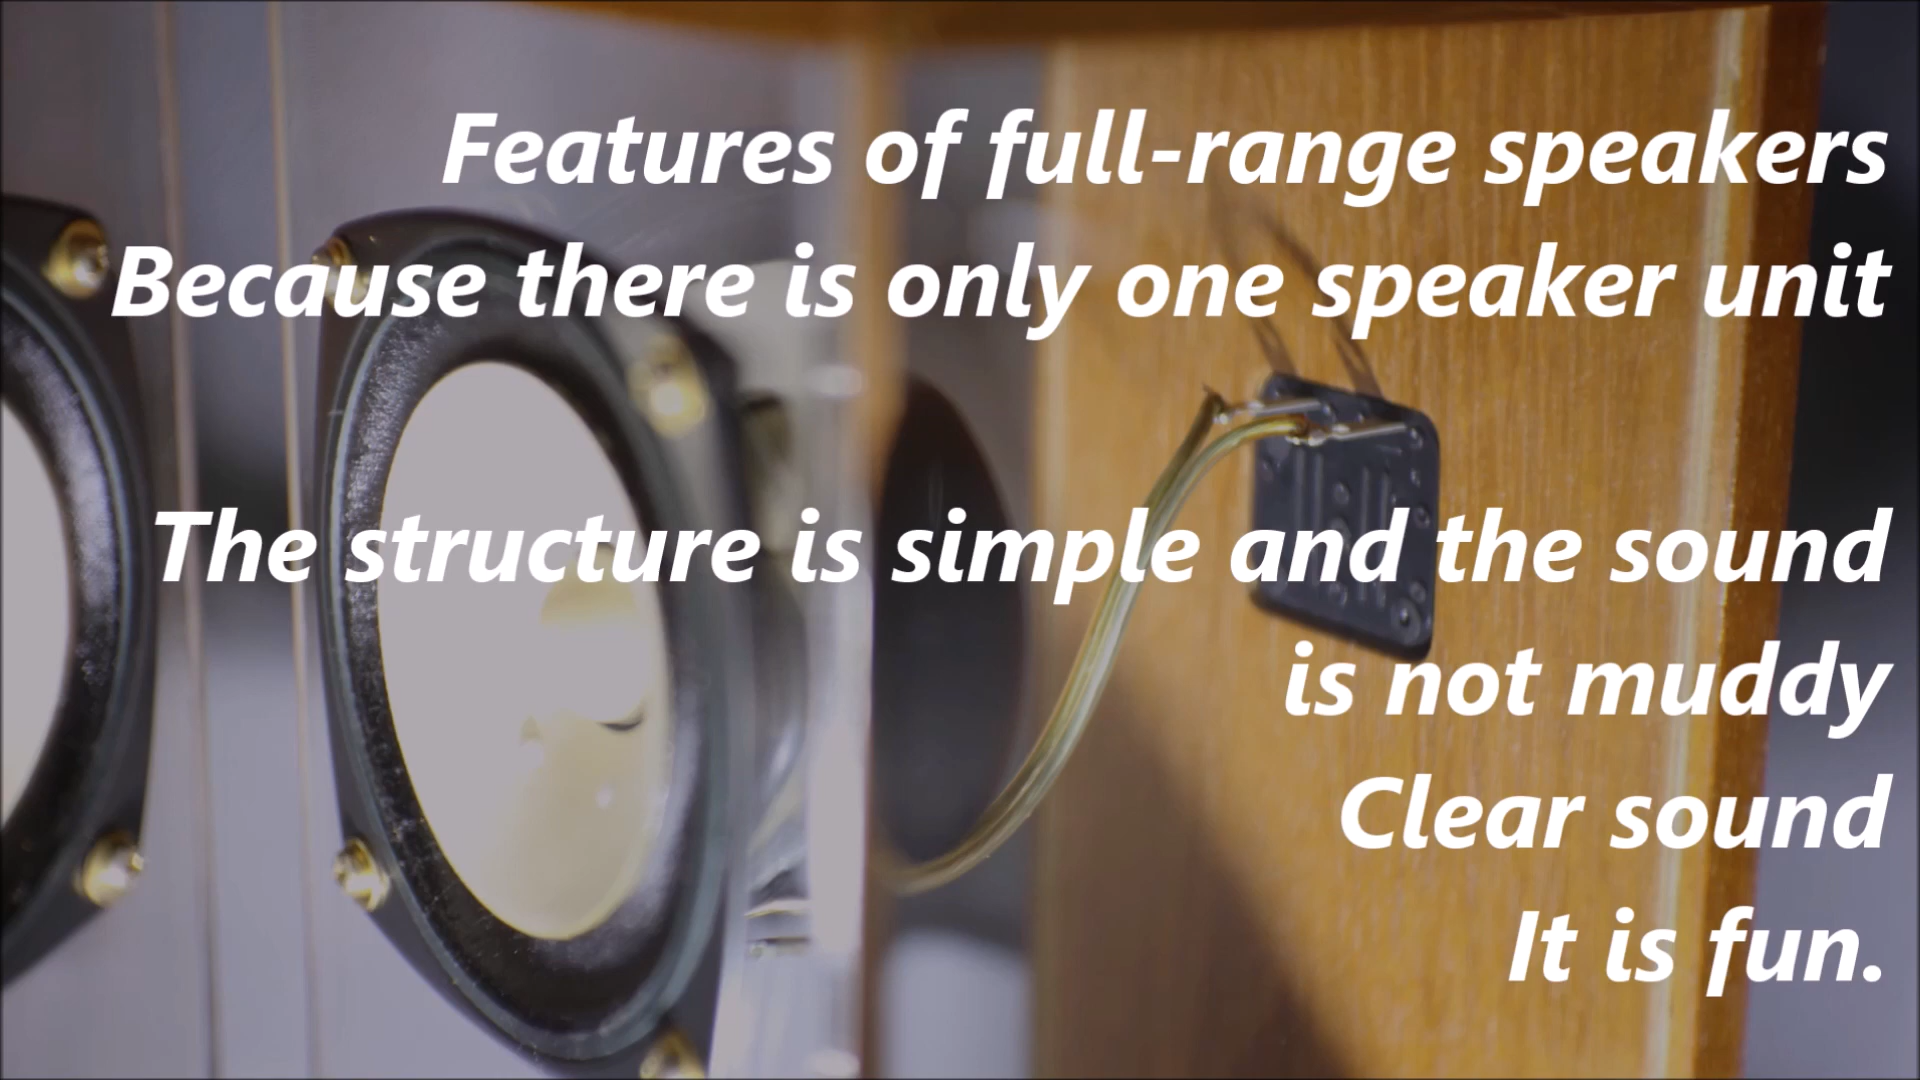 Features of full-range speakers
Because there is only one speaker unit
The structure is simple and the sound
is not muddy
Clear sound
It is fun.